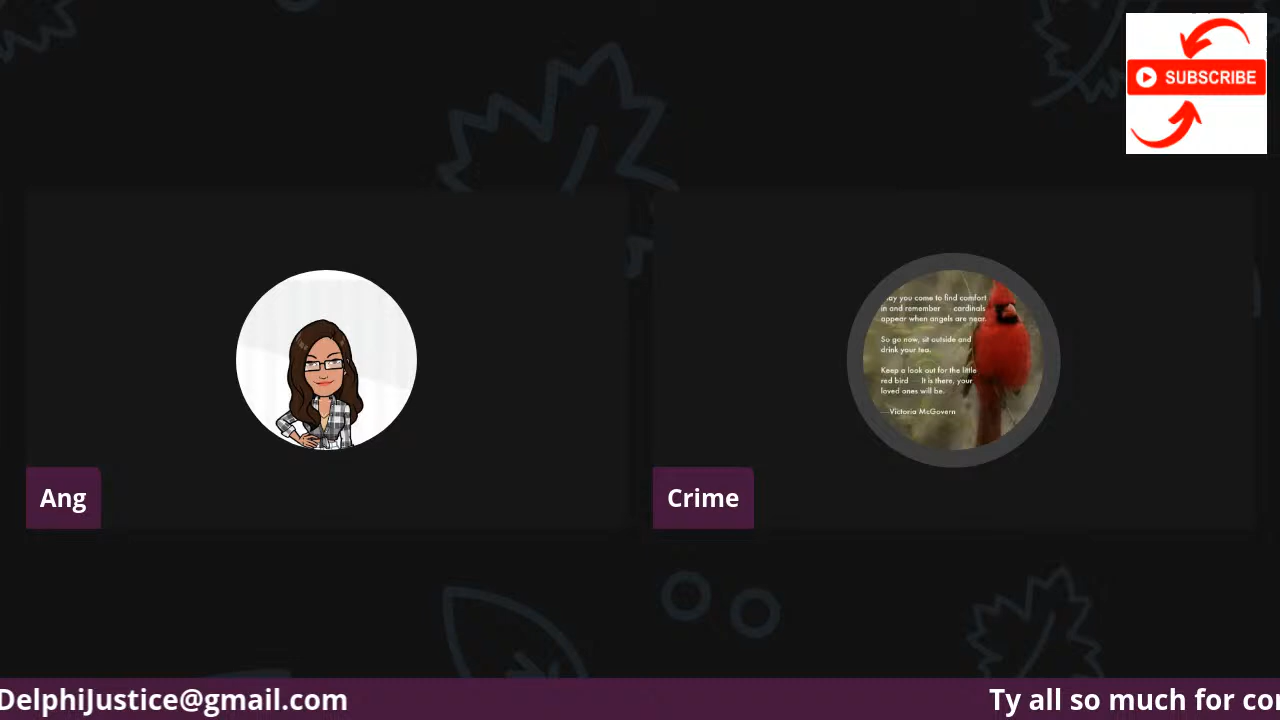 SUBSCRIBE
ay you come to find comfort
in and remember cardinals
appear when angels are near.
So go now, sit outside and
drink your tea.
Keep a look out for the little
red bird — It is there, your
loved ones will be.
—Victoria McGovern
Ang
Crime
DelphiJustice@gmail.com
Ty all so much for co